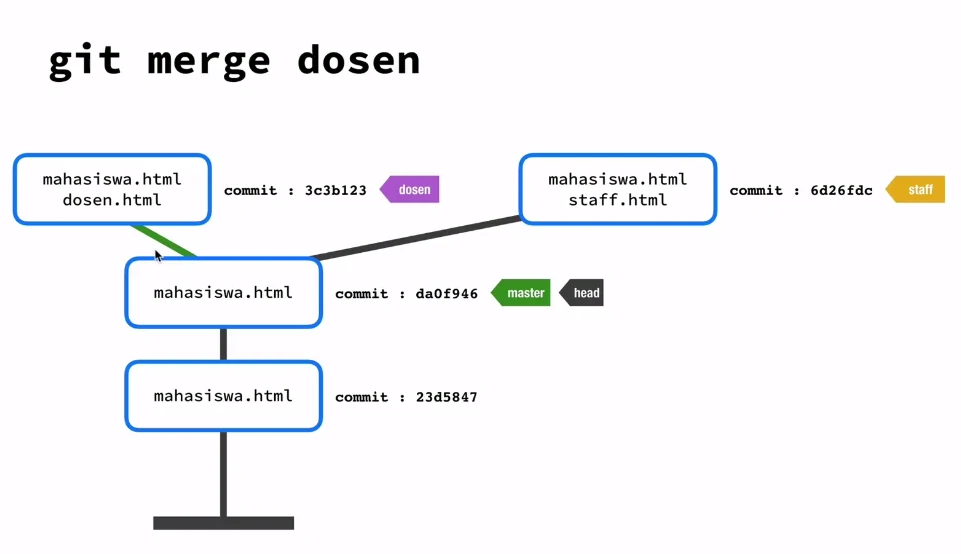 git merge dosen
mahasiswa.html
dosen.html
commit : 3c3b123
dosen
mahasiswa.html
staff.html
commit : 6d26fdc
staff
mahasiswa.html
commit : da0f946
master
head
mahasiswa.html
commit : 23d5847